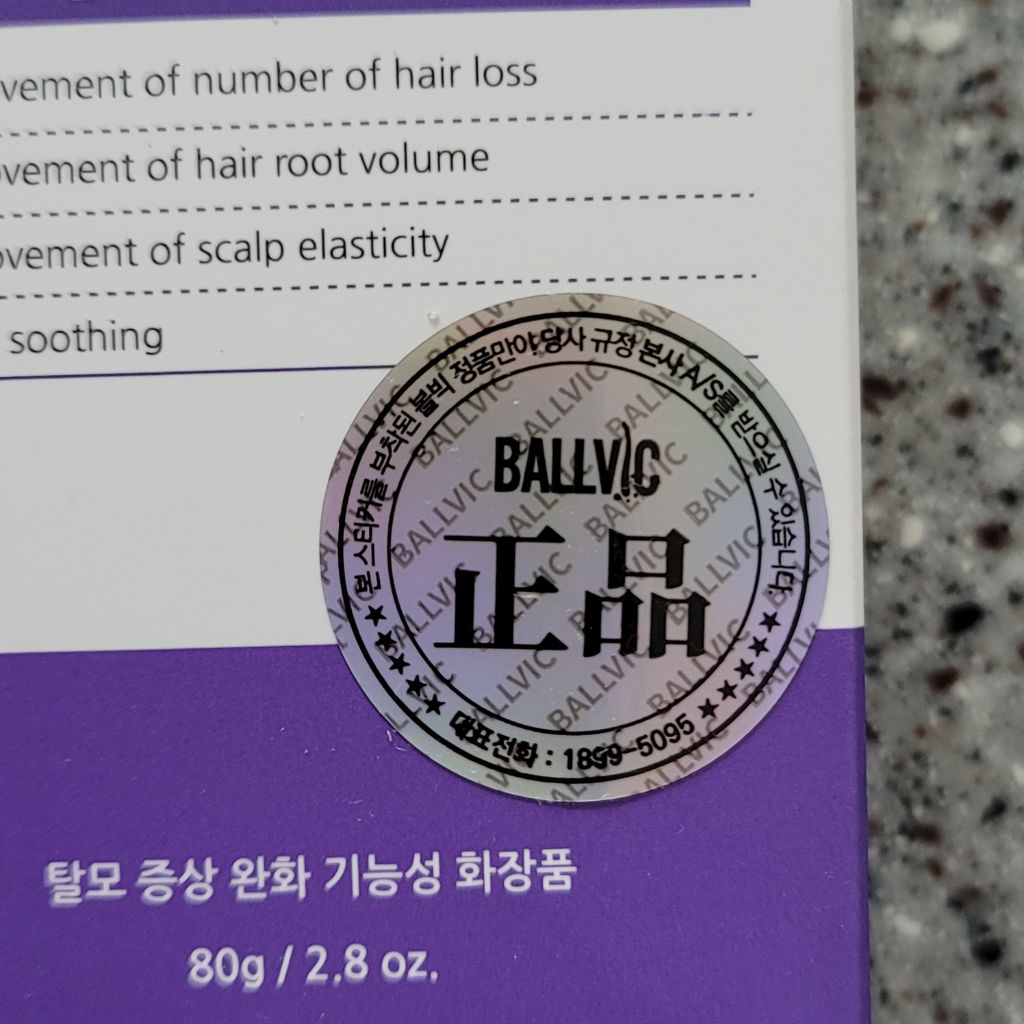 vement of number of hair loss
ovement of hair root volume
ovement of scalp elasticity
soothing
본 스티커를 부착된 볼빅 정품만이 당사 규정 본사 A/S를 받으실 수 있습니다.
BALLVIC
正品
★★★★★ 대표전화 : 1899-5095 ★★★★★
탈모 증상 완화 기능성 화장품
80g / 2.8 oz.